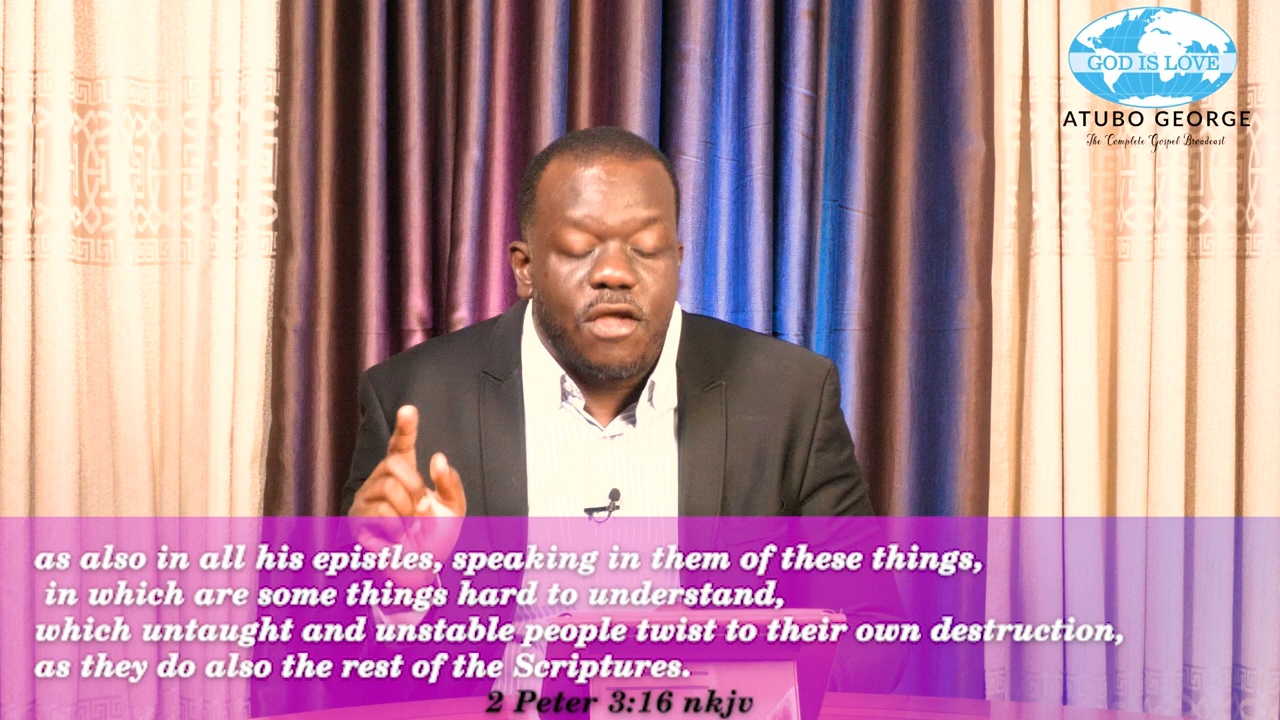 GOD IS LOVE
ATUBO GEORGE
The Complete Gospel Broadcast
as also in all his epistles, speaking in them of these things,
in which are some things hard to understand,
which untaught and unstable people twist to their own destruction,
as they do also the rest of the Scriptures.
2 Peter 3:16 nkjv